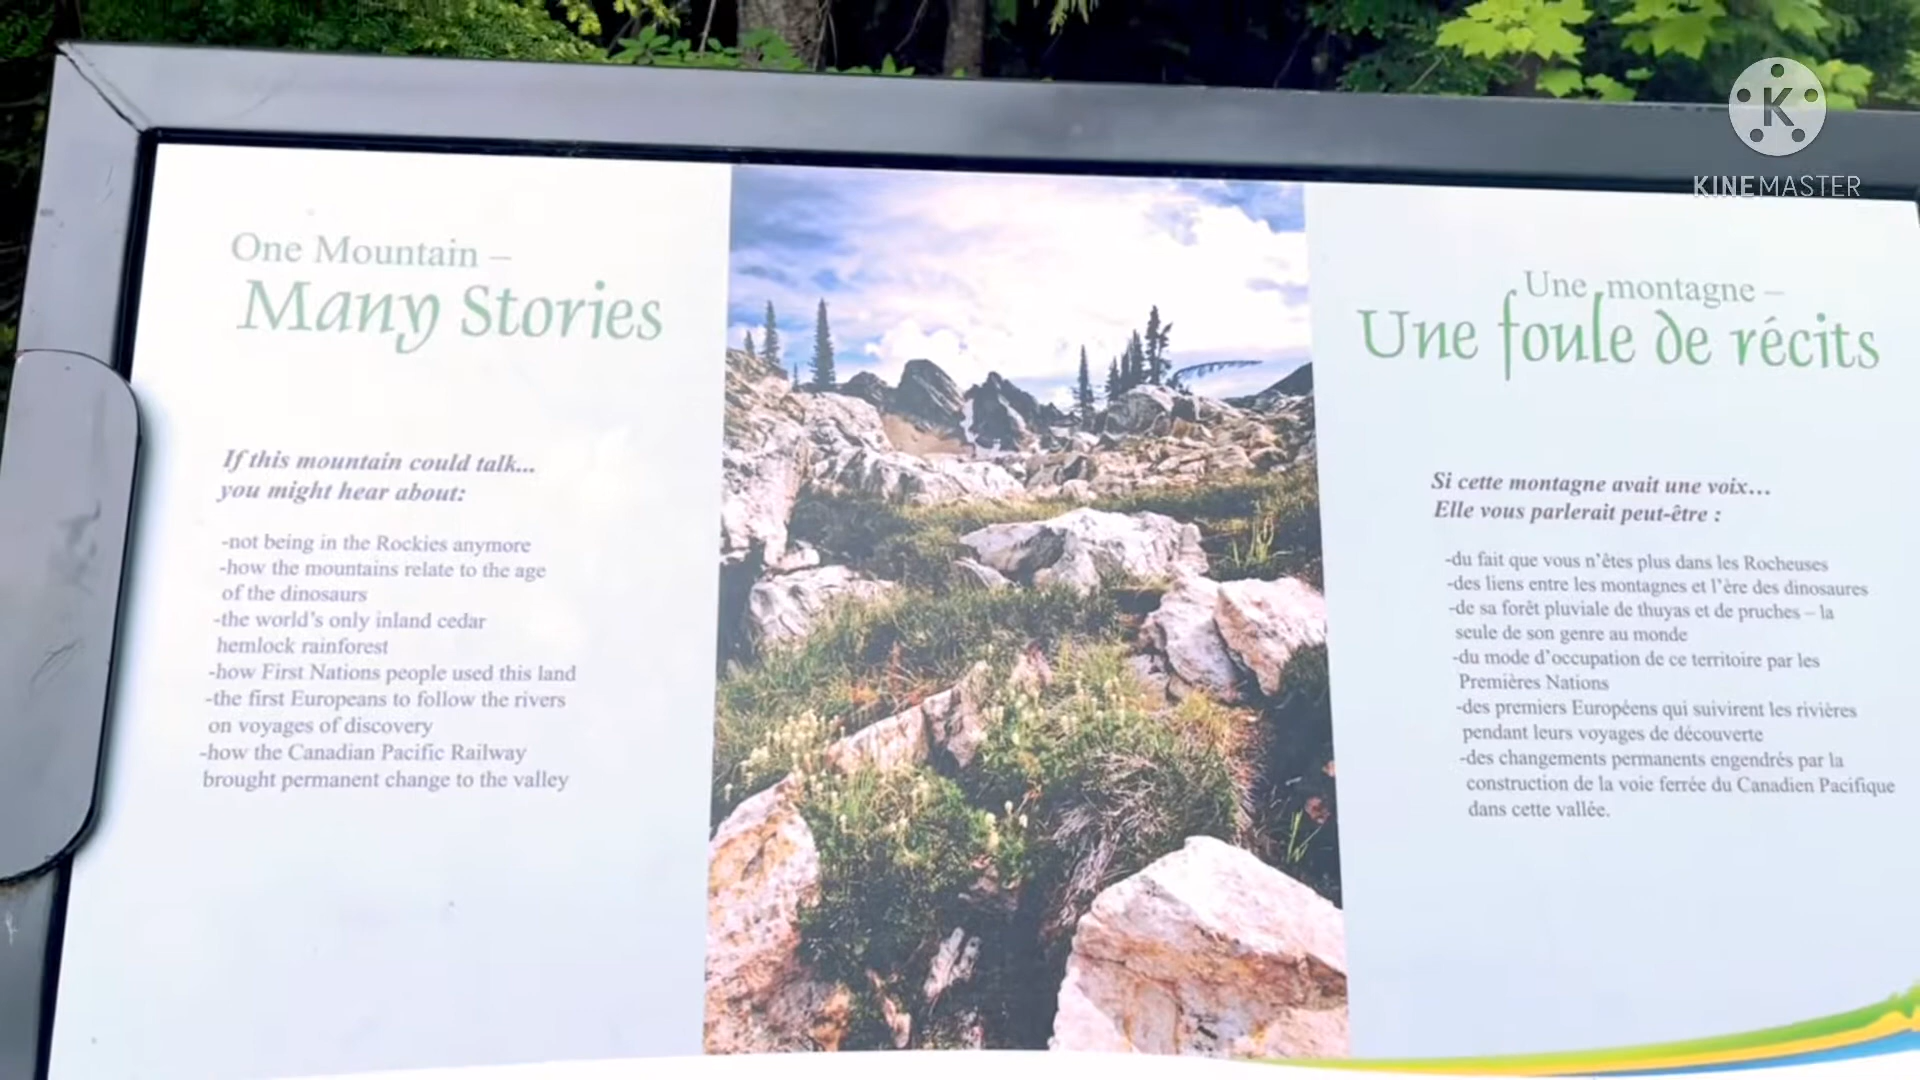 One Mountain –
Many Stories
If this mountain could talk...
you might hear about:
-not being in the Rockies anymore
-how the mountains relate to the age
of the dinosaurs
-the world's only inland cedar
hemlock rainforest
-how First Nations people used this land
-the first Europeans to follow the rivers
on voyages of discovery
-how the Canadian Pacific Railway
brought permanent change to the valley
Une montagne –
Une foule de récits
Si cette montagne avait une voix…
Elle vous parlerait peut-être :
-du fait que vous n'êtes plus dans les Rocheuses
-des liens entre les montagnes et l'ère des dinosaures
-de sa forêt pluviale de thuyas et de pruches – la
seule de son genre au monde
-du mode d'occupation de ce territoire par les
Premières Nations
-des premiers Européens qui suivirent les rivières
pendant leurs voyages de découverte
-des changements permanents engendrés par la
construction de la voie ferrée du Canadien Pacifique
dans cette vallée.
K
KINEMASTER